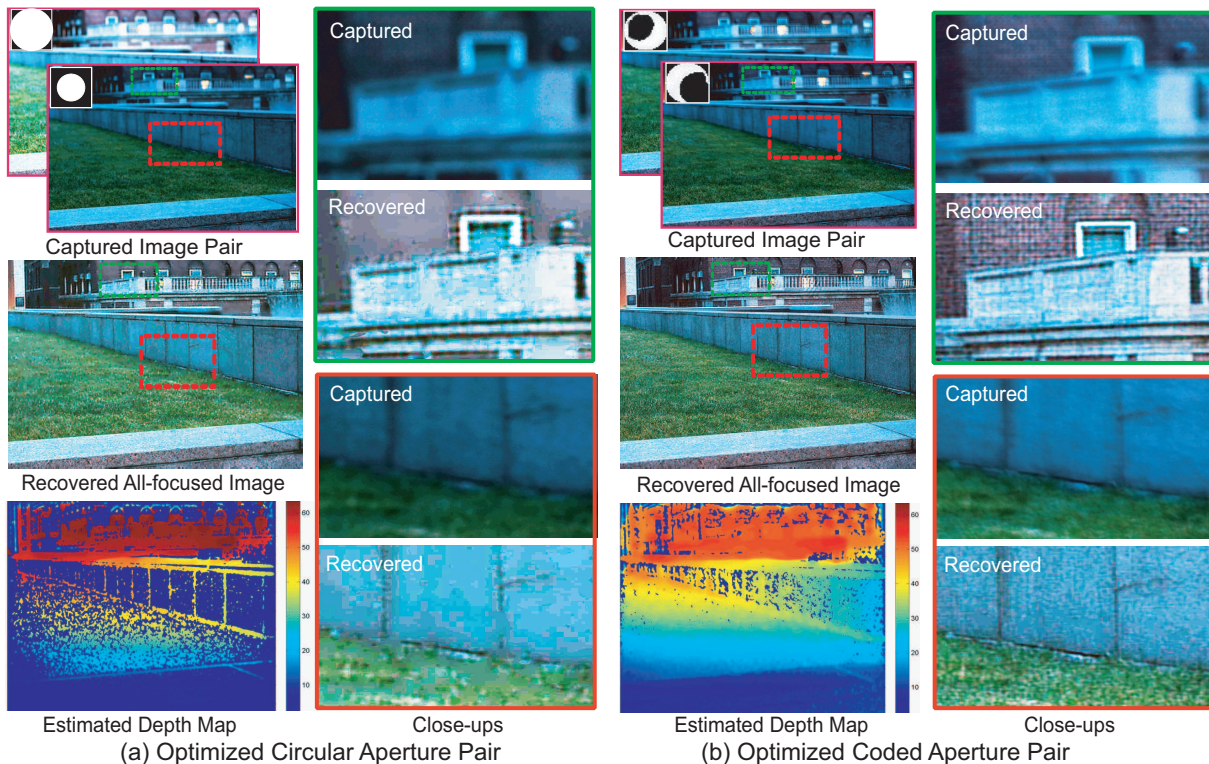 Captured
Recovered
Captured Image Pair
Recovered All-focused Image
Captured
Recovered
60
50
40
30
20
10
Estimated Depth Map
Close-ups
(a) Optimized Circular Aperture Pair
Captured
Recovered
Captured Image Pair
Recovered All-focused Image
Captured
Recovered
60
50
40
30
20
10
Estimated Depth Map
Close-ups
(b) Optimized Coded Aperture Pair